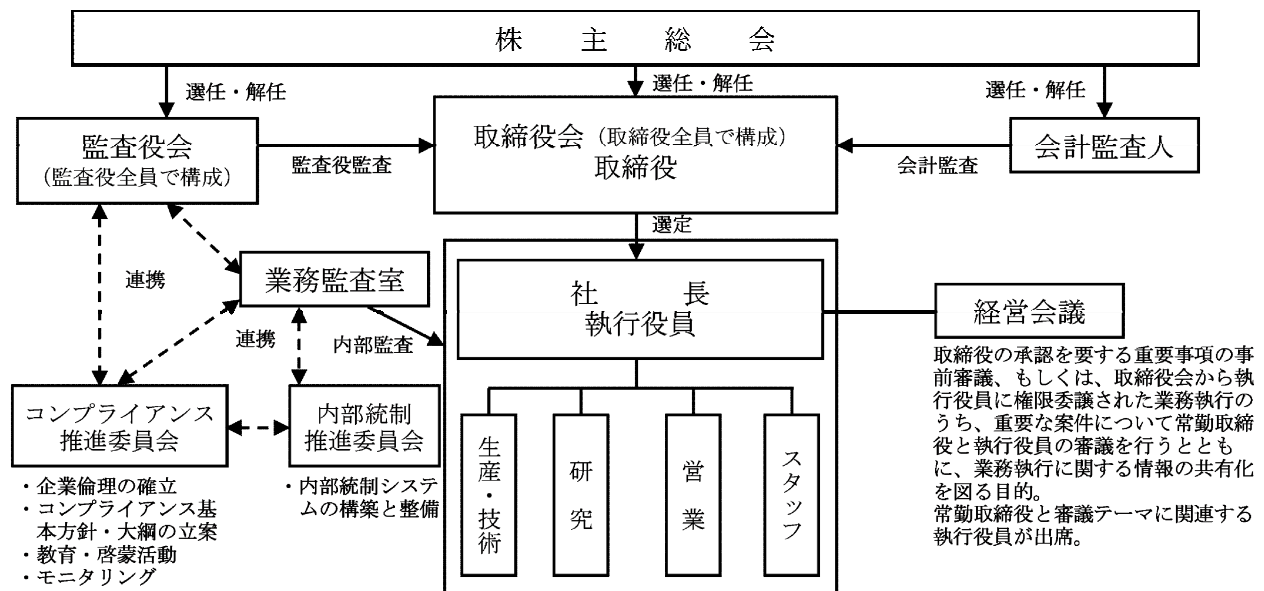 株主総会
選任・解任
選任・解任
選任・解任
監査役会
（監査役全員で構成）
監査役監査
取締役会（取締役全員で構成）
取締役
会計監査
会計監査人
選定
連携
業務監査室
連携
内部監査
社長
執行役員
経営会議
取締役の承認を要する重要事項の事
前審議、もしくは、取締役会から執
行役員に権限委譲された業務執行の
うち、重要な案件について常勤取締
役と執行役員の審議を行うととも
に、業務執行に関する情報の共有化
を図る目的。
常勤取締役と審議テーマに関連する
執行役員が出席。
コンプライアンス
推進委員会
・企業倫理の確立
・コンプライアンス基
本方針・大綱の立案
・教育・啓蒙活動
・モニタリング
内部統制
推進委員会
・内部統制システ
ムの構築と整備
生産・技術
研究
営業
スタッフ